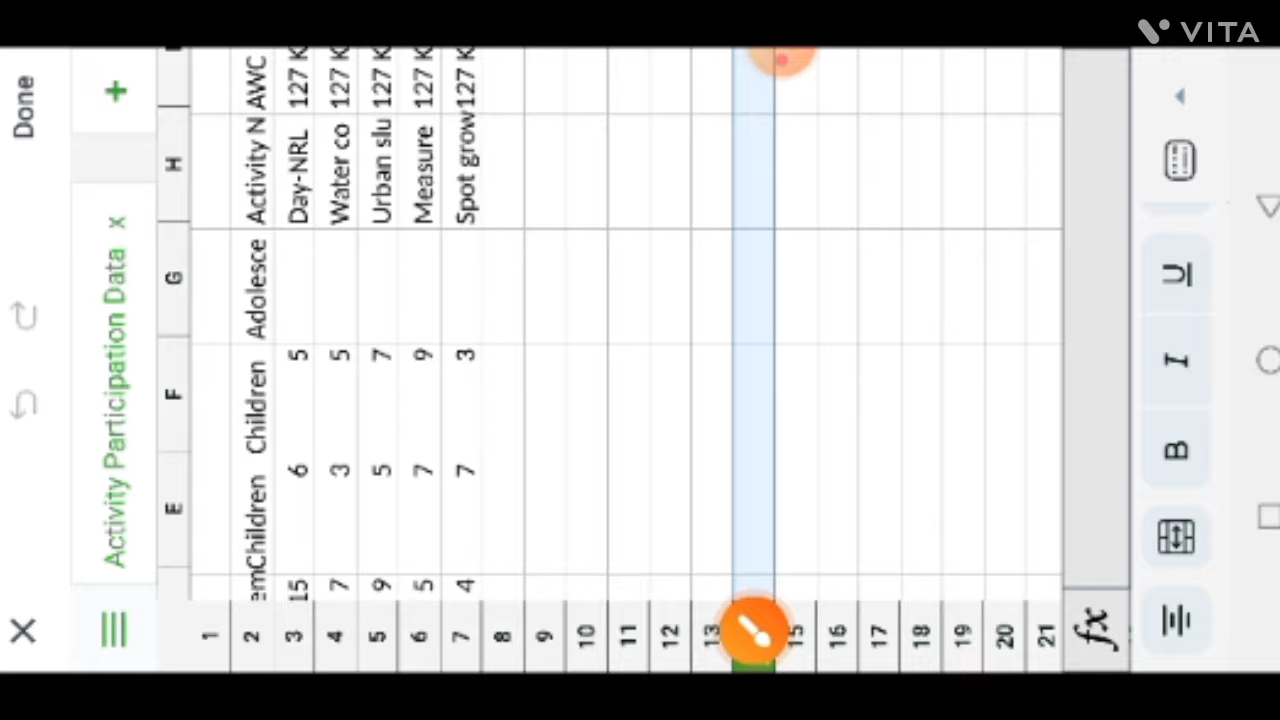 VITA
Done
Activity Participation Data x
+
E F G H
emChildren Children Adolesce Activity N AWC
15 6 5 Day-NRL 127 K
7 3 5 Water co 127 K
9 5 7 Urban slu 127 K
5 7 9 Measure 127 K
4 7 3 Spot grow127 K
1
2
3
4
5
6
7
8
9
10
11
12
13
15
16
17
18
19
20
21
fx
B I U